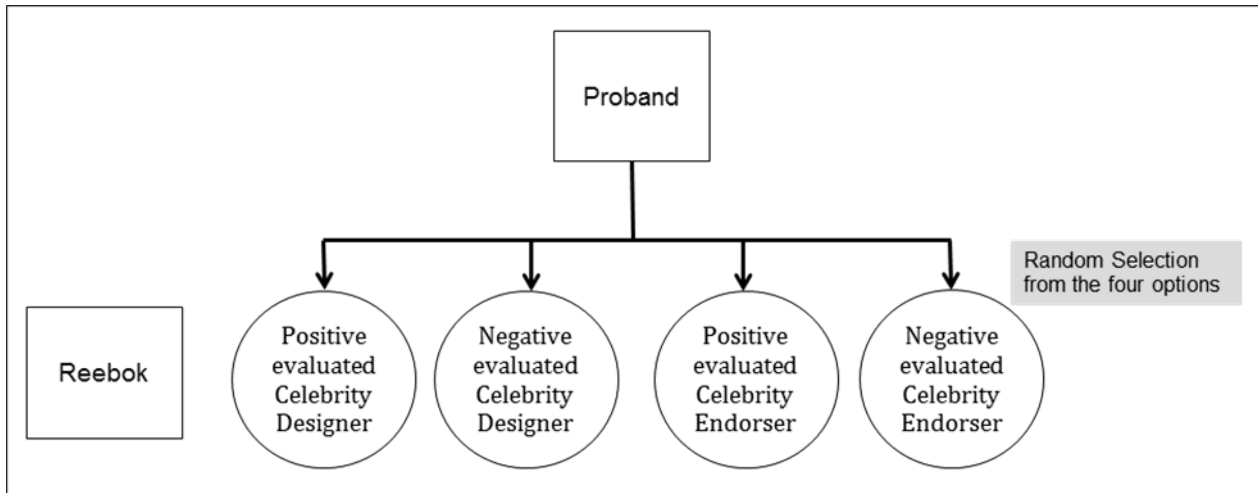 Proband
Random Selection
from the four options
Reebok
Positive
evaluated
Celebrity
Designer
Negative
evaluated
Celebrity
Designer
Positive
evaluated
Celebrity
Endorser
Negative
evaluated
Celebrity
Endorser